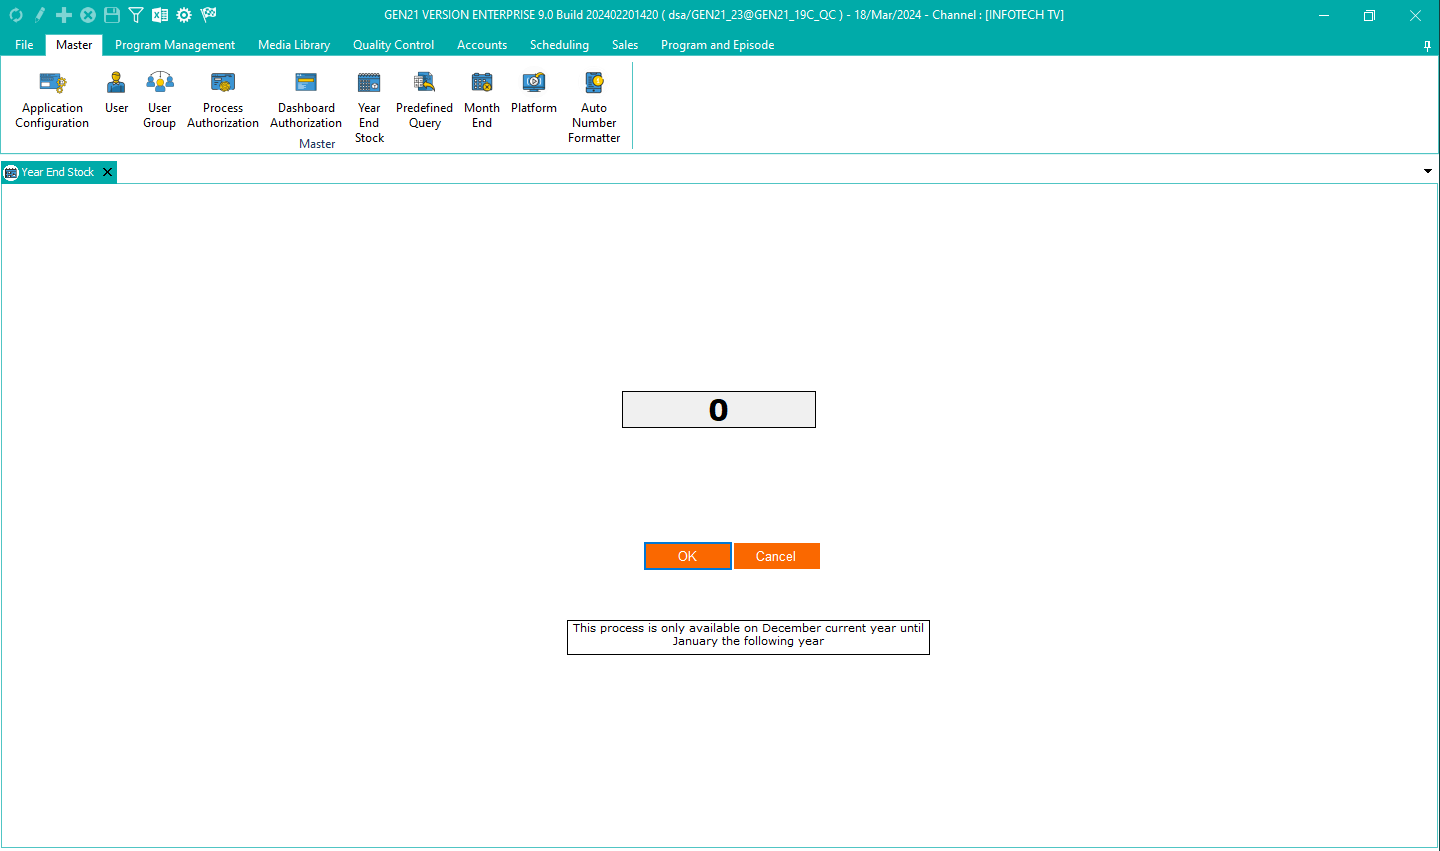 GEN21 VERSION ENTERPRISE 9.0 Build 202402201420 ( dsa/GEN21_23@GEN21_19C_QC ) - 18/Mar/2024 - Channel : [INFOTECH TV]
File Master Program Management Media Library Quality Control Accounts Scheduling Sales Program and Episode
Application Configuration
User
User Group
Process Authorization
Dashboard Authorization
Year End Stock
Predefined Query
Month End
Platform
Auto Number Formatter
Master
Year End Stock
0
OK Cancel
This process is only available on December current year until
January the following year